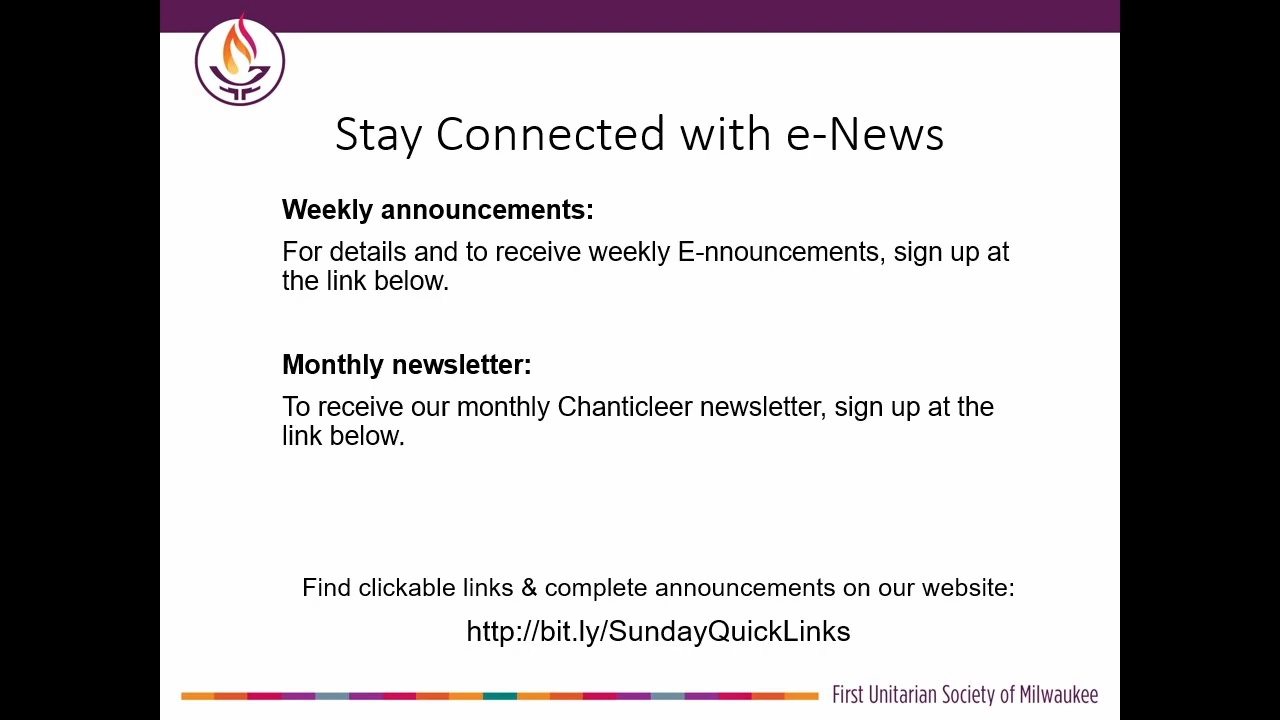 Stay Connected with e-News
Weekly announcements:
For details and to receive weekly E-nnouncements, sign up at
the link below.
Monthly newsletter:
To receive our monthly Chanticleer newsletter, sign up at the
link below.
Find clickable links & complete announcements on our website:
http://bit.ly/SundayQuickLinks
First Unitarian Society of Milwaukee